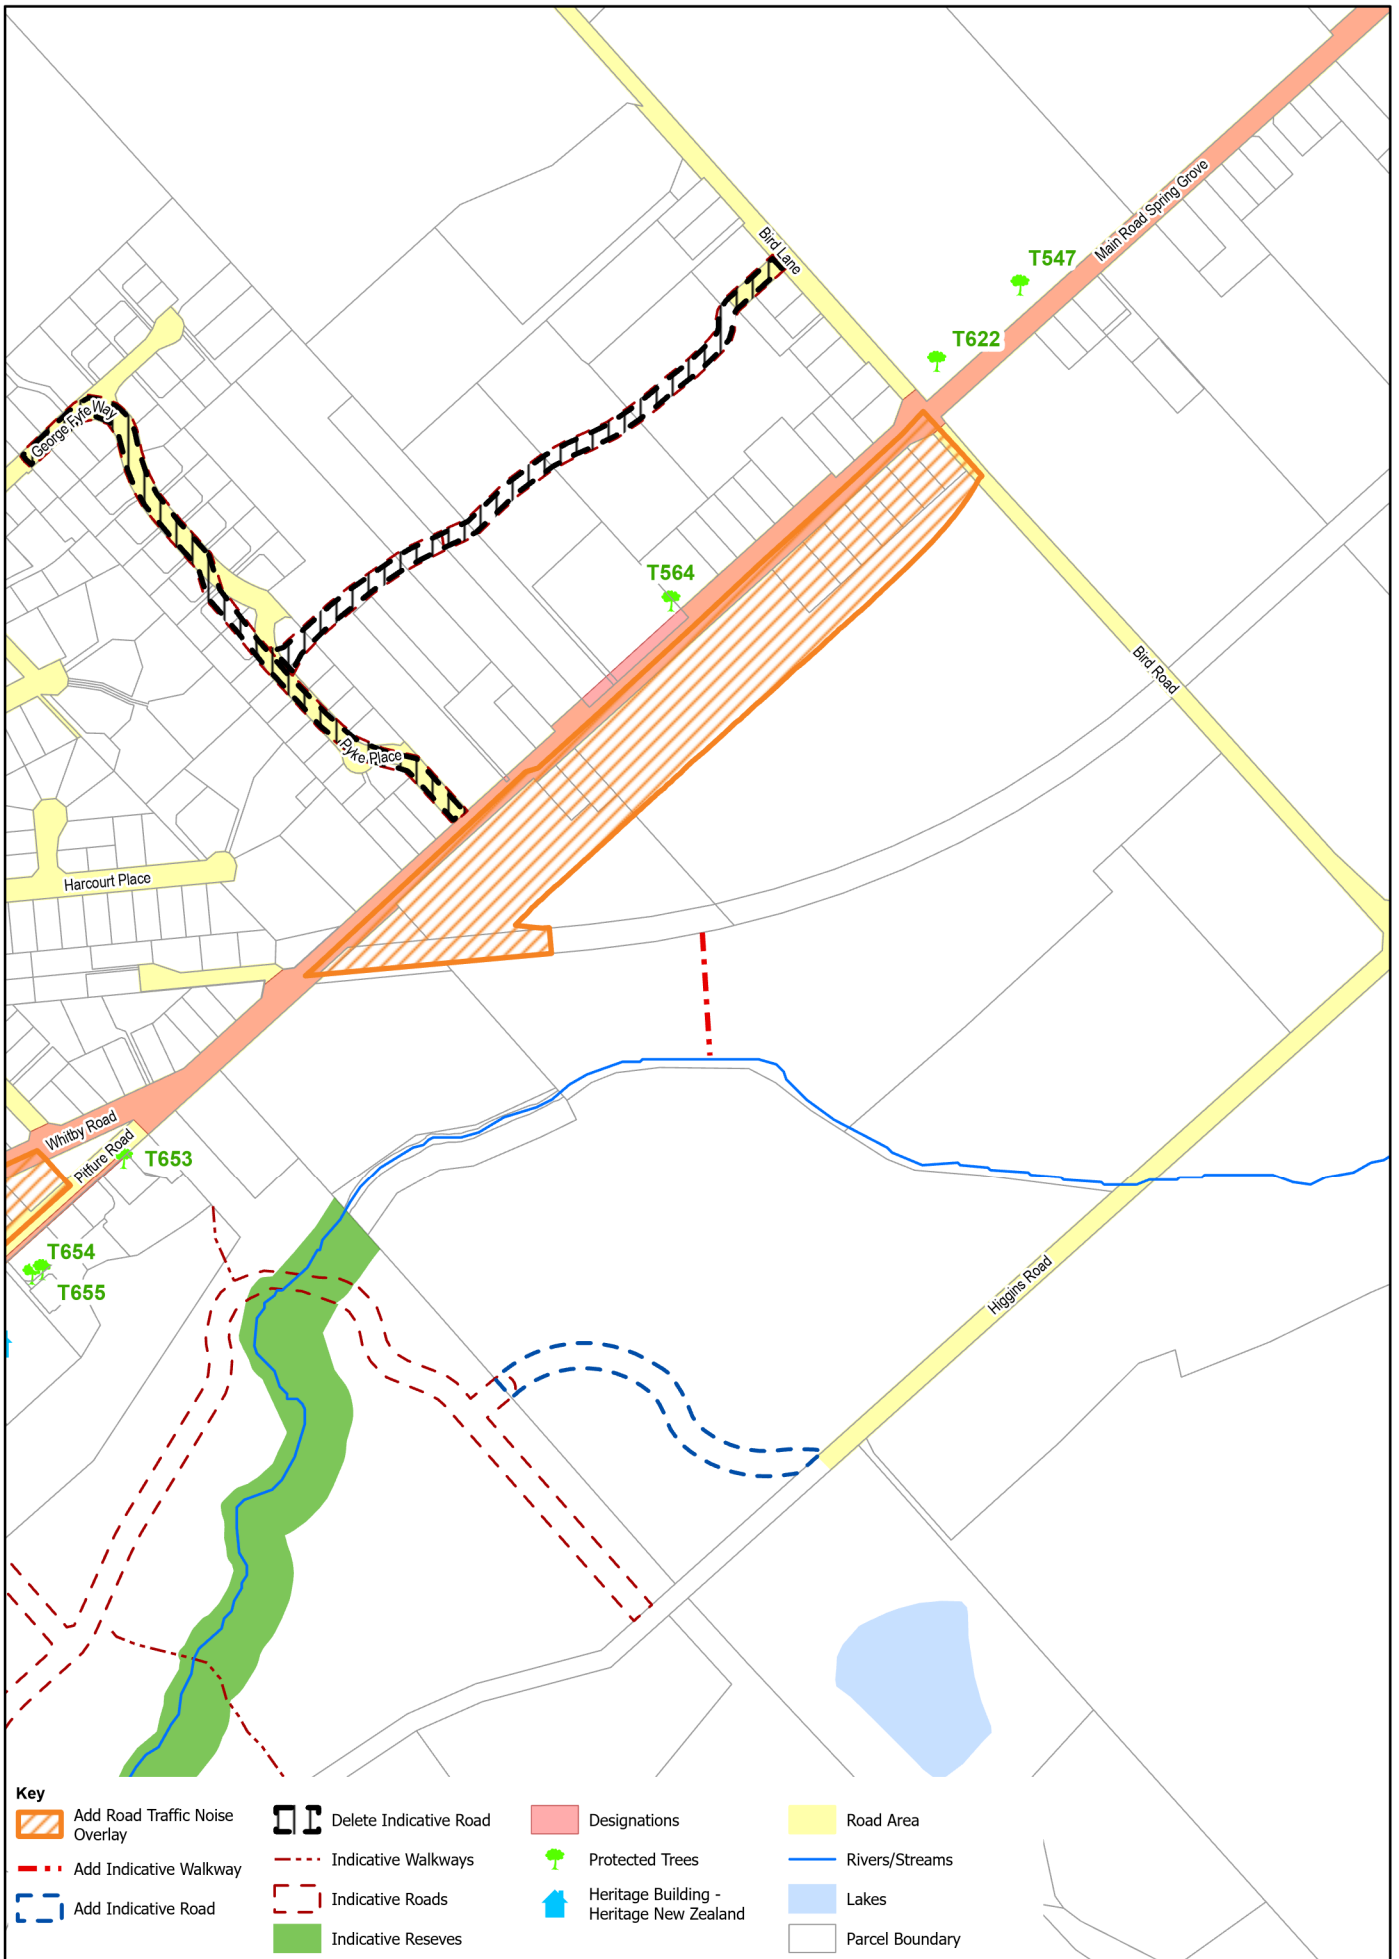 Bird Lane
Main Road Spring Grove
T547
T622
George Fyfe Way
T564
Bird Road
Pyke Place
Harcourt Place
Whitby Road
Pitfure Road
T653
T654
T655
Higgins Road
Key
Add Road Traffic Noise
Overlay
Add Indicative Walkway
Add Indicative Road
Delete Indicative Road
Indicative Walkways
Indicative Roads
Indicative Reseves
Designations
Protected Trees
Heritage Building -
Heritage New Zealand
Road Area
Rivers/Streams
Lakes
Parcel Boundary